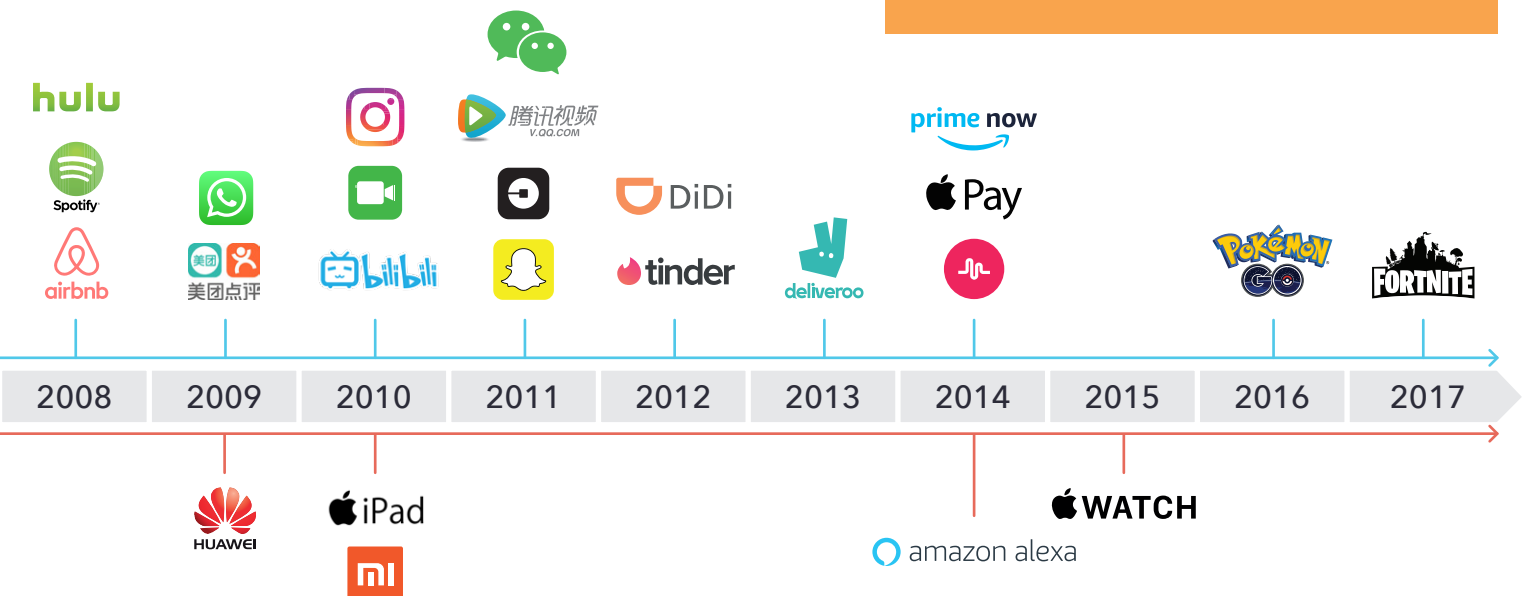 hulu
Spotify
airbnb
美团
美团点评
bilibili
腾讯视频
V.QQ.COM
DiDi
tinder
deliveroo
prime now
Pay
POKéMON
GO
FORTNITE
2008
2009
2010
2011
2012
2013
2014
2015
2016
2017
HUAWEI
iPad
mi
amazon alexa
WATCH